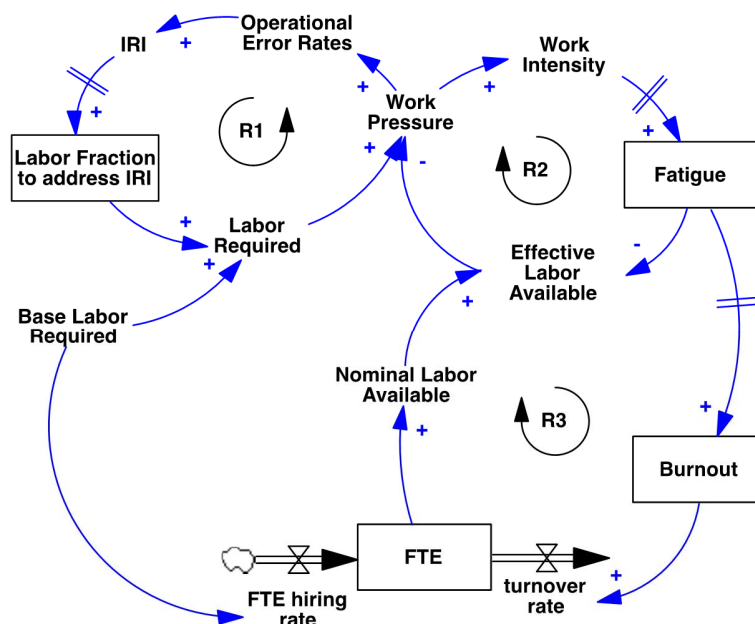 Operational
Error Rates
IRI
+
Work
Intensity
+
+
Work
Pressure
+
+
R1
Labor Fraction
to address IRI
+
-
R2
+
Fatigue
+
Labor
Required
+
-
Effective
Labor
Available
+
Base Labor
Required
Nominal Labor
Available
+
R3
+
Burnout
FTE
FTE hiring
rate
turnover
rate
+